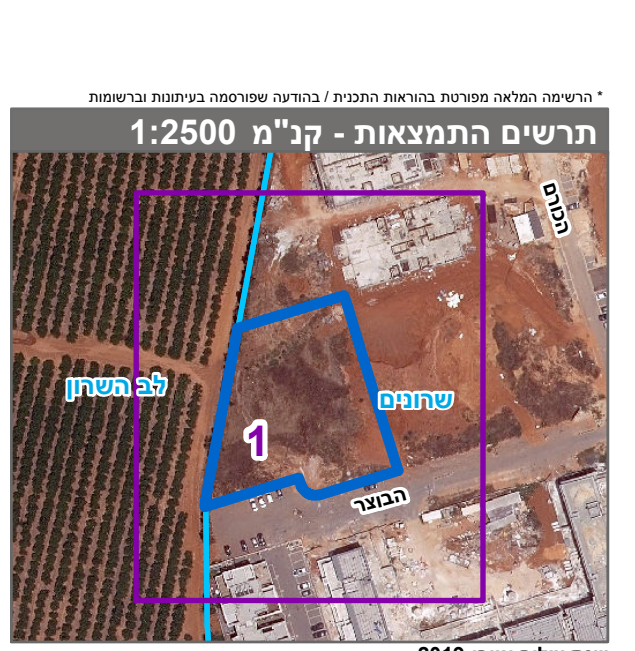 * הרשימה המלאה מפורטת בהוראות התכנית / בהודעה שפורסמה בעיתונות וברשומות
תרשים התמצאות - קנ"מ 1:2500
הכורם
לב השרון
שרונים
1
הבוצר